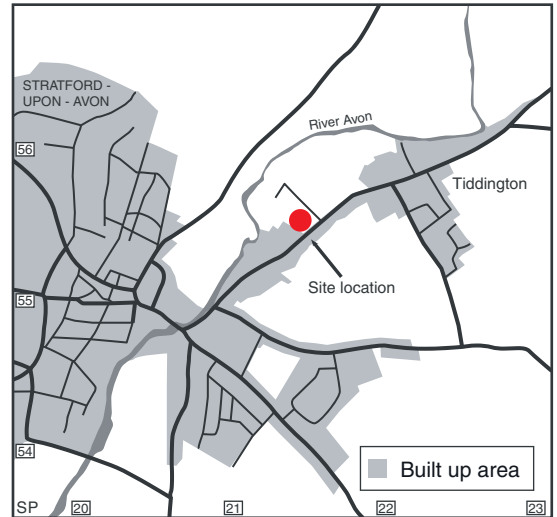 STRATFORD -
UPON - AVON
River Avon
56
Tiddington
Site location
55
54
Built up area
SP
20
21
22
23